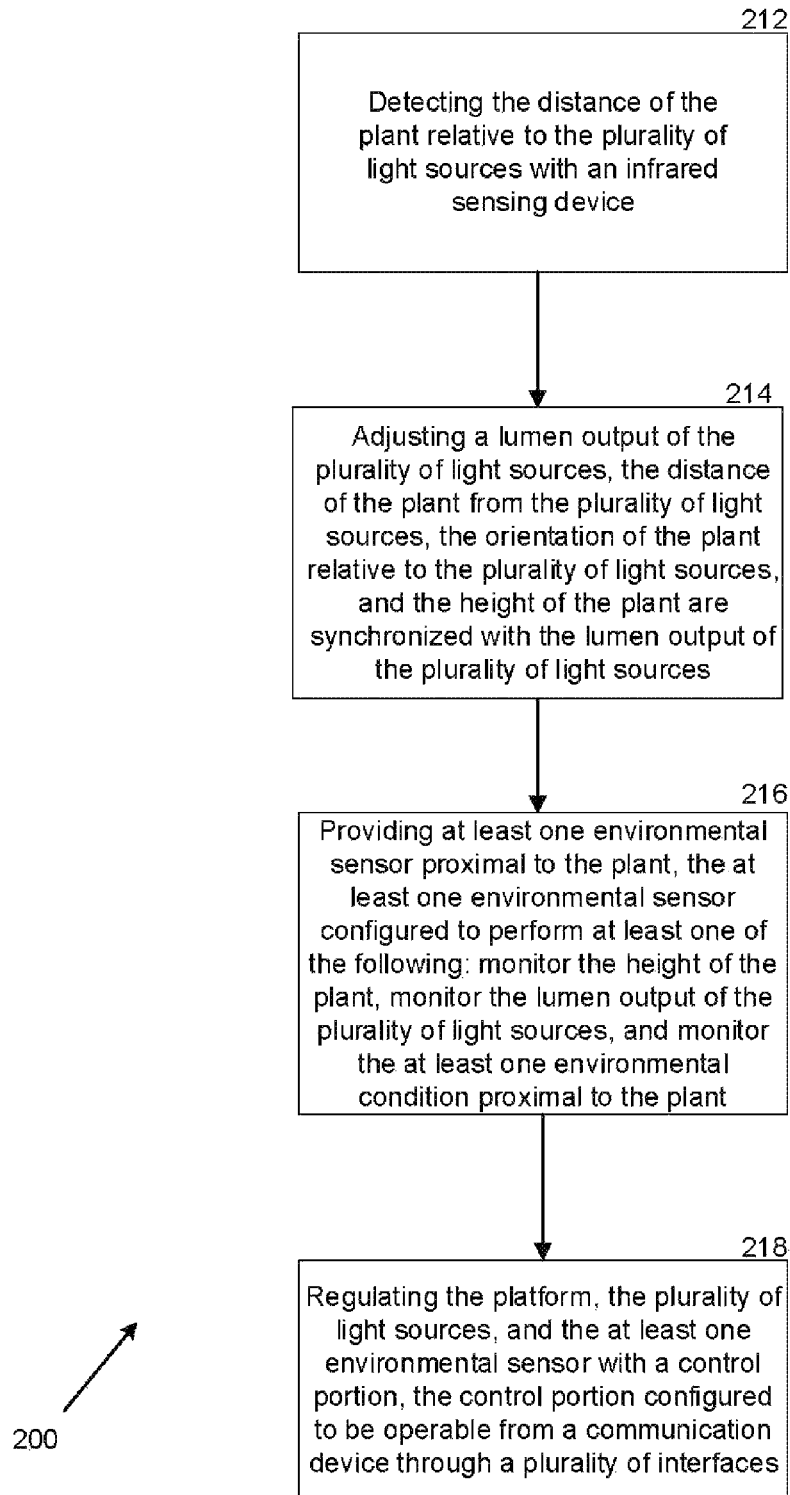 212
Detecting the distance of the
plant relative to the plurality of
light sources with an infrared
sensing device
214
Adjusting a lumen output of the
plurality of light sources, the distance
of the plant from the plurality of light
sources, the orientation of the plant
relative to the plurality of light sources,
and the height of the plant are
synchronized with the lumen output of
the plurality of light sources
216
Providing at least one environmental
sensor proximal to the plant, the at
least one environmental sensor
configured to perform at least one of
the following: monitor the height of the
plant, monitor the lumen output of the
plurality of light sources, and monitor
the at least one environmental
condition proximal to the plant
218
Regulating the platform, the plurality of
light sources, and the at least one
environmental sensor with a control
portion, the control portion configured
to be operable from a communication
device through a plurality of interfaces
200